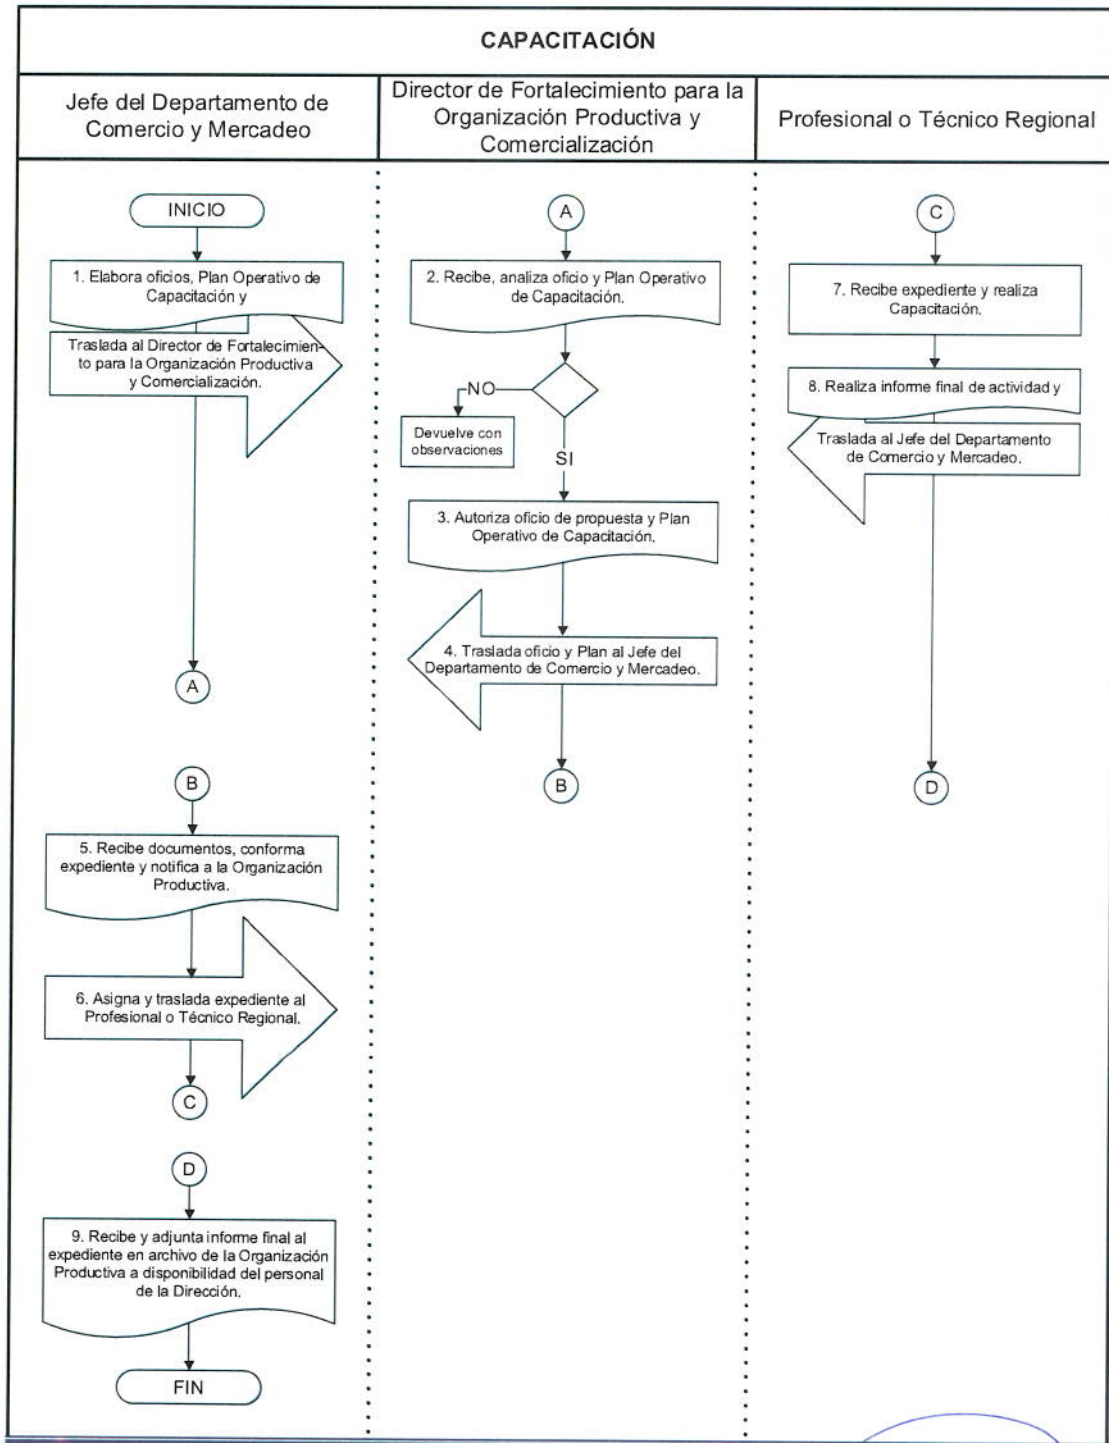 CAPACITACIÓN
Jefe del Departamento de
Comercio y Mercadeo
Director de Fortalecimiento para la
Organización Productiva y
Comercialización
Profesional o Técnico Regional
INICIO
1. Elabora oficios, Plan Operativo de
Capacitación y
Traslada al Director de Fortalecimien-
to para la Organización Productiva
y Comercialización.
A
B
5. Recibe documentos, conforma
expediente y notifica a la Organización
Productiva.
6. Asigna y traslada expediente al
Profesional o Técnico Regional.
C
D
9. Recibe y adjunta informe final al
expediente en archivo de la Organización
Productiva a disponibilidad del personal
de la Dirección.
FIN
A
2. Recibe, analiza oficio y Plan Operativo
de Capacitación.
NO
Devuelve con
observaciones
SI
3. Autoriza oficio de propuesta y Plan
Operativo de Capacitación.
4. Traslada oficio y Plan al Jefe del
Departamento de Comercio y Mercadeo.
B
C
7. Recibe expediente y realiza
Capacitación.
8. Realiza informe final de actividad y
Traslada al Jefe del Departamento
de Comercio y Mercadeo.
D